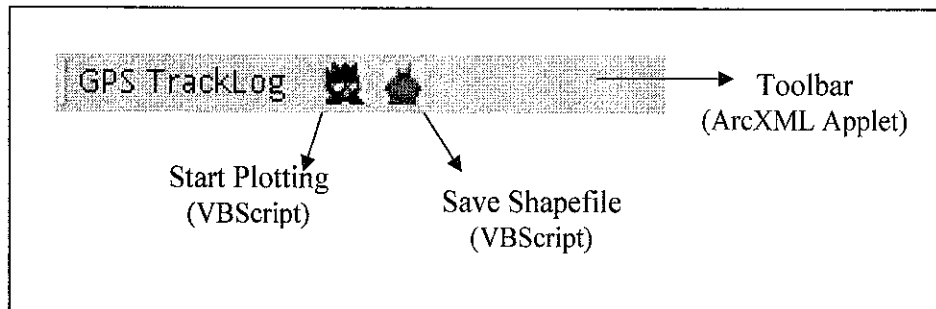 GPS TrackLog
Toolbar
(ArcXML Applet)
Start Plotting
(VBScript)
Save Shapefile
(VBScript)